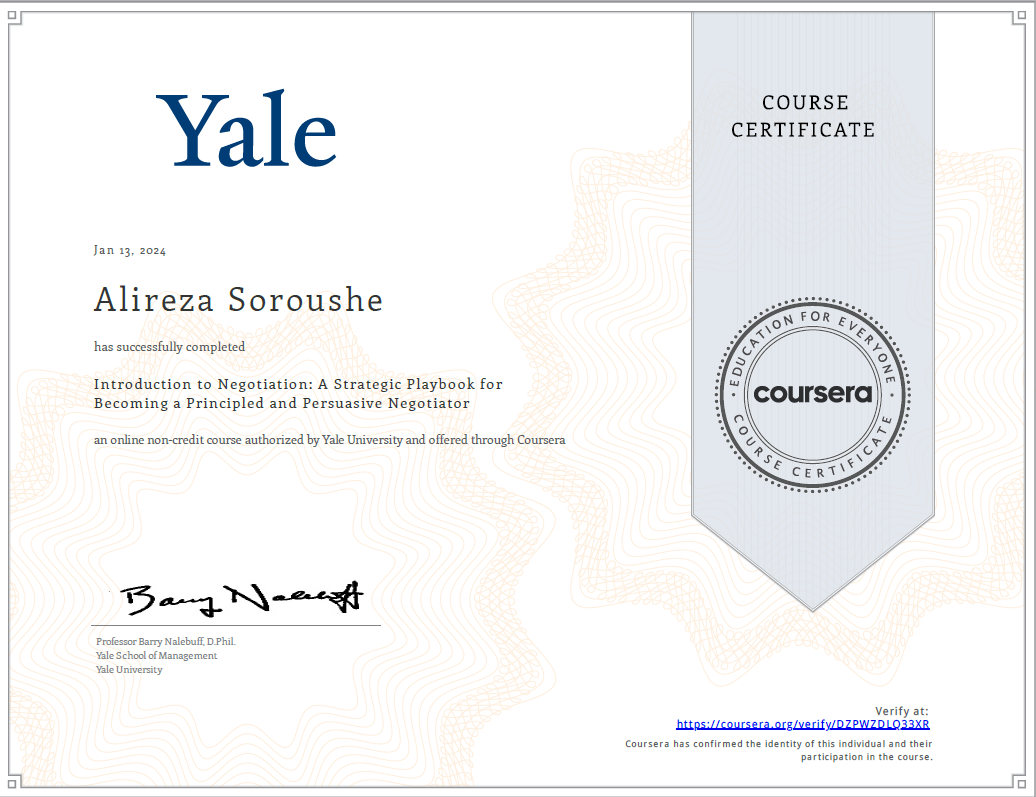 Yale
COURSE
CERTIFICATE
Jan 13, 2024
Alireza Soroushe
has successfully completed
Introduction to Negotiation: A Strategic Playbook for
Becoming a Principled and Persuasive Negotiator
an online non-credit course authorized by Yale University and offered through Coursera
EDUCATION FOR EVERYONE
coursera
COURSE CERTIFICATE
Barry Nalebuff
Professor Barry Nalebuff, D.Phil.
Yale School of Management
Yale University
Verify at:
https://coursera.org/verify/DZPWZDLQ33XR
Coursera has confirmed the identity of this individual and their
participation in the course.